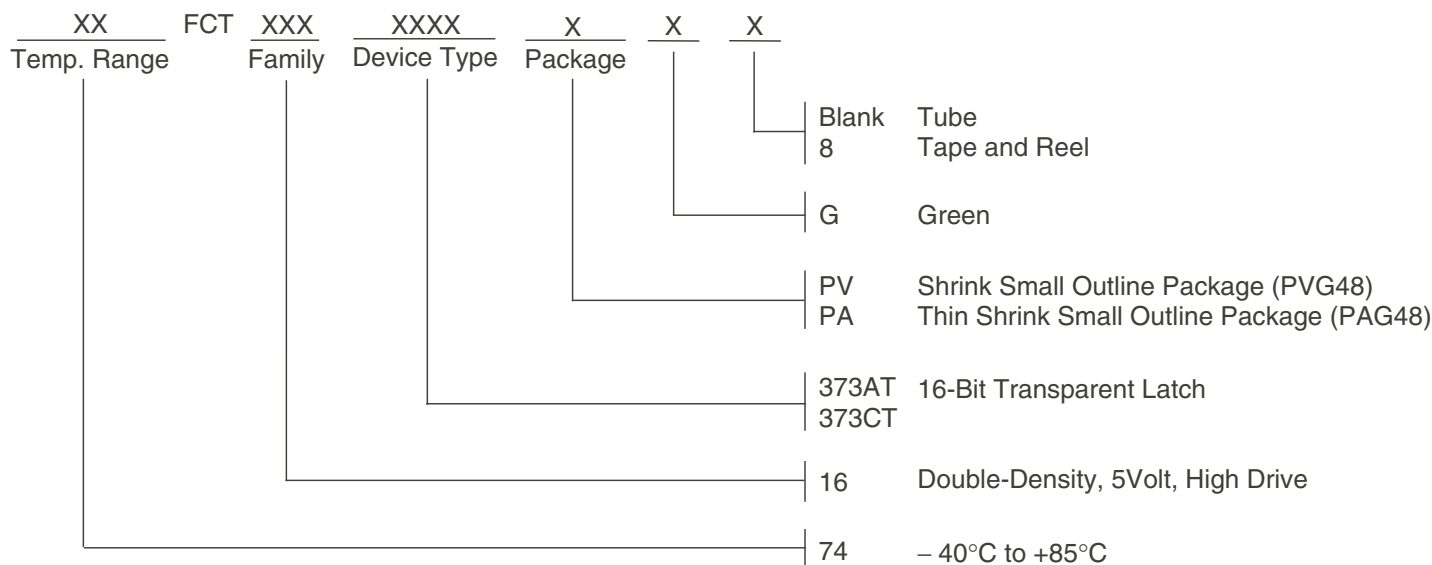 XX FCT XXX XXXX X X X
Temp. Range Family Device Type Package
Blank Tube
8 Tape and Reel
G Green
PV Shrink Small Outline Package (PVG48)
PA Thin Shrink Small Outline Package (PAG48)
373AT 16-Bit Transparent Latch
373CT
16 Double-Density, 5Volt, High Drive
74 – 40°C to +85°C